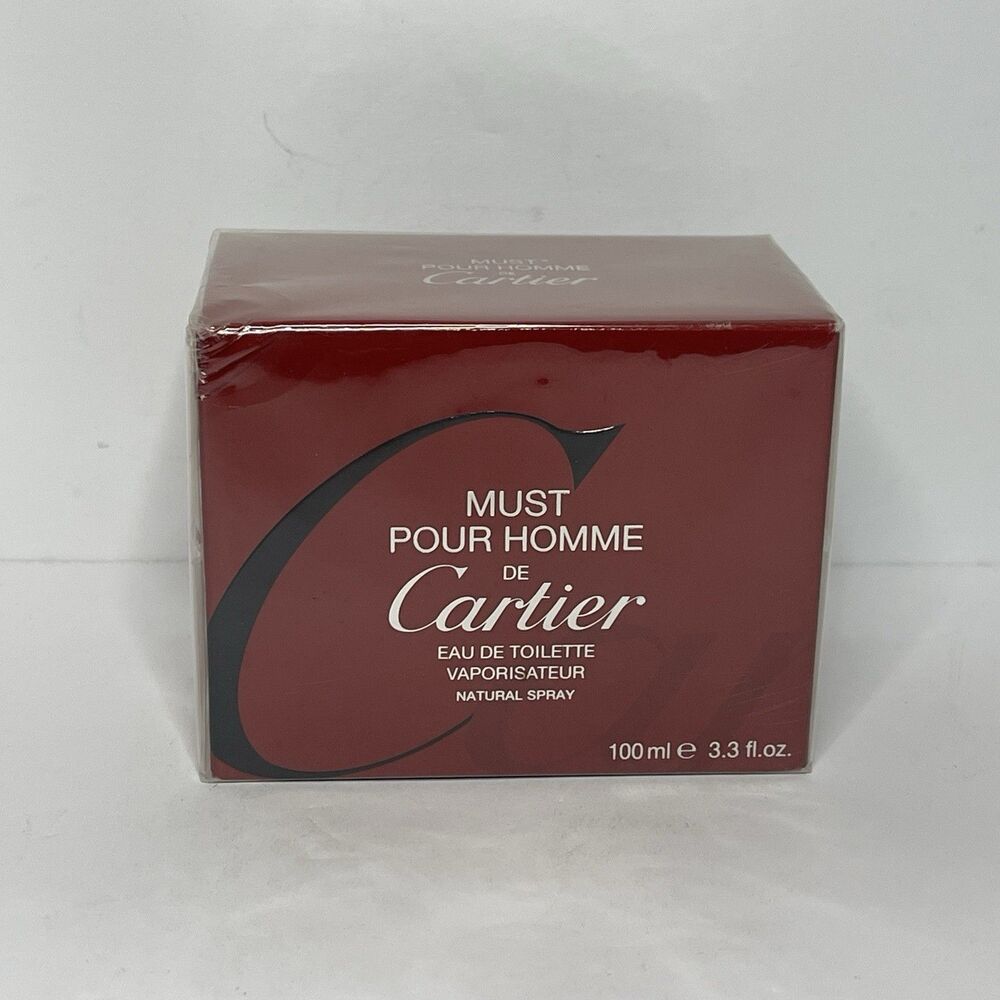 MUST
POUR HOMME
DE
Cartier
MUST
POUR HOMME
DE
Cartier
EAU DE TOILETTE
VAPORISATEUR
NATURAL SPRAY
100 ml ℮ 3.3 fl.oz.